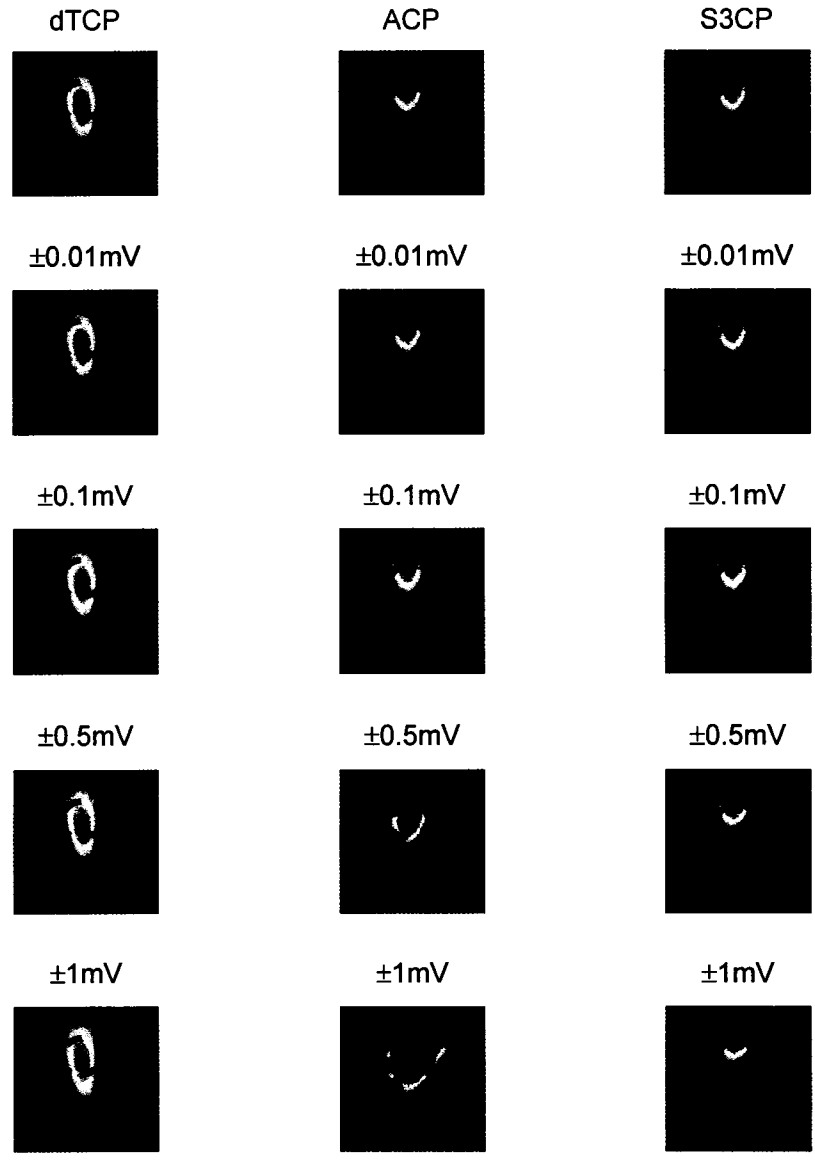 dTCP ACP S3CP
±0.01mV ±0.01mV ±0.01mV
±0.1mV ±0.1mV ±0.1mV
±0.5mV ±0.5mV ±0.5mV
±1mV ±1mV ±1mV